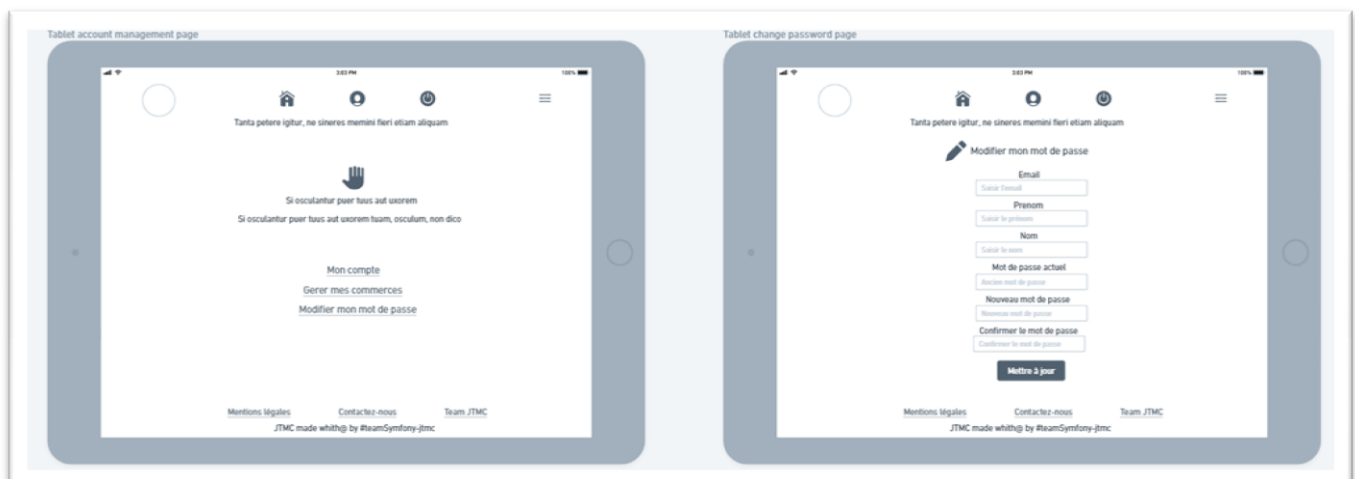 Tablet account management page
3:03 PM
100%
Tanta petere igitur, ne sineres memini fieri etiam aliquam
Si osculantur puer tuus aut uxorem
Si osculantur puer tuus aut uxorem tuam, osculum, non dico
Mon compte
Gerer mes commerces
Modifier mon mot de passe
Mentions légales
Contactez-nous
Team JTMC
JTMC made whith@ by #teamSymfony-jtmc
Tablet change password page
3:03 PM
100%
Tanta petere igitur, ne sineres memini fieri etiam aliquam
Modifier mon mot de passe
Email
Saisir l'email
Prenom
Saisir le prénom
Nom
Saisir le nom
Mot de passe actuel
Ancien mot de passe
Nouveau mot de passe
Nouveau mot de passe
Confirmer le mot de passe
Confirmer le mot de passe
Mettre à jour
Mentions légales
Contactez-nous
Team JTMC
JTMC made whith@ by #teamSymfony-jtmc